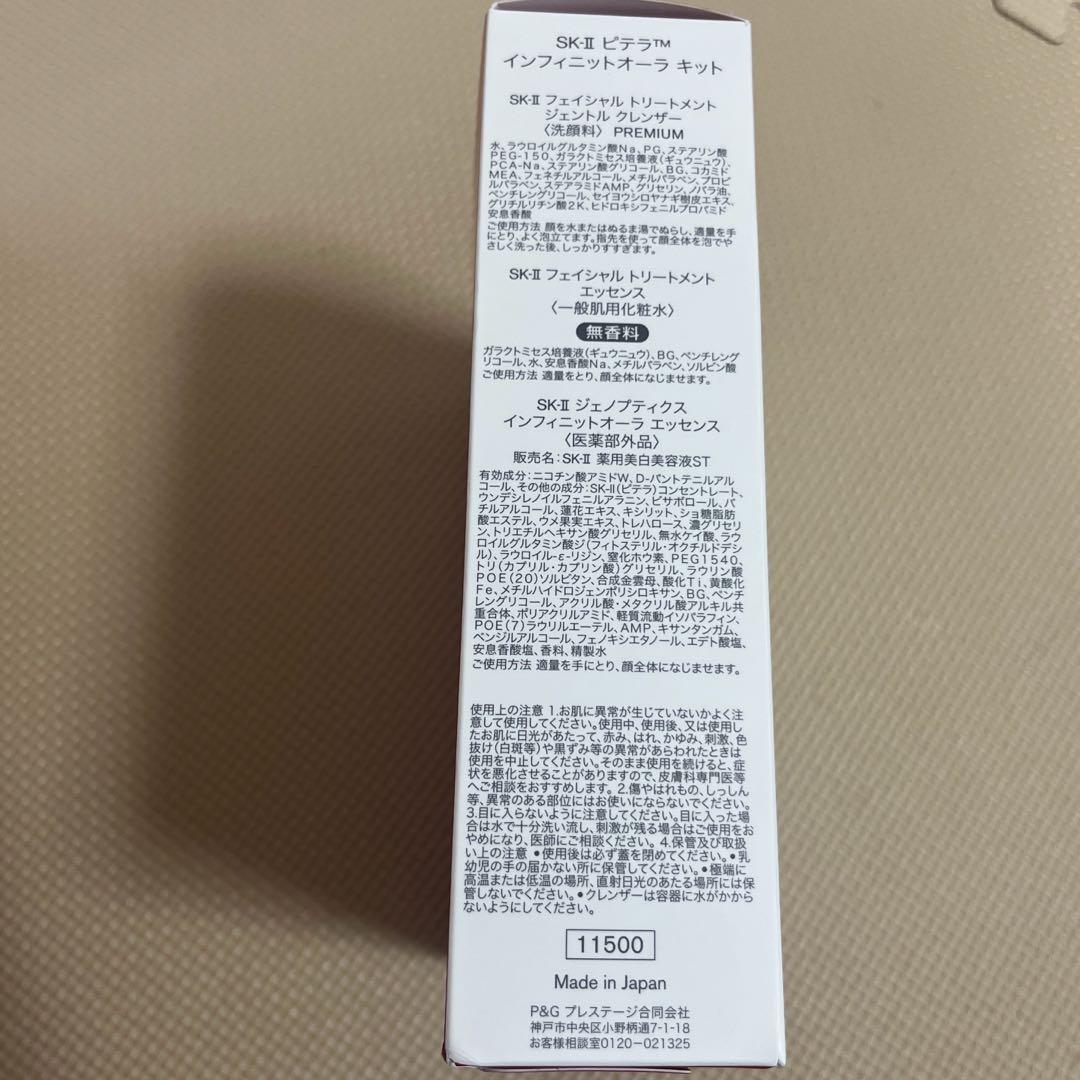 SK-II ピテラ™
インフィニットオーラ キット
SK-II フェイシャル トリートメント
ジェントル クレンザー
〈洗顔料〉 PREMIUM
水、ラウロイルグルタミン酸Na、PG、ステアリン酸
PEG-150、ガラクトミセス培養液(ギュウニュウ)、
PCA-Na、ステアリン酸グリコール、BG、コカミド
MEA、フェネチルアルコール、メチルパラベン、プロピ
ルパラベン、ステアラミドAMP、グリセリン、ノバラ油、
ペンチレングリコール、セイヨウシロヤナギ樹皮エキス、
グリチルリチン酸2K、ヒドロキシフェニルプロパミド
安息香酸
ご使用方法 顔を水またはぬるま湯でぬらし、適量を手
にとり、よく泡立てます。指先を使って顔全体を泡でや
さしく洗った後、しっかりすすぎます。
SK-II フェイシャル トリートメント
エッセンス
〈一般肌用化粧水〉
無香料
ガラクトミセス培養液(ギュウニュウ)、BG、ペンチレング
リコール、水、安息香酸Na、メチルパラベン、ソルビン酸
ご使用方法 適量をとり、顔全体になじませます。
SK-II ジェノプティクス
インフィニットオーラ エッセンス
〈医薬部外品〉
販売名:SK-II 薬用美白美容液ST
有効成分:ニコチン酸アミドW、D-パントテニルアル
コール、その他の成分:SK-II(ピテラ)コンセントレート、
ウンデシレノイルフェニルアラニン、ビサボロール、バ
チルアルコール、蓮花エキス、キシリット、ショ糖脂肪
酸エステル、ウメ果実エキス、トレハロース、濃グリセリ
ン、トリエチルヘキサン酸グリセリル、無水ケイ酸、ラウ
ロイルグルタミン酸ジ(フィトステリル・オクチルドデシ
ル)、ラウロイル-ε-リジン、窒化ホウ素、PEG1540、
トリ(カプリル・カプリン酸)グリセリル、ラウリン酸
POE(20)ソルビタン、合成金雲母、酸化Ti、黄酸化
Fe、メチルハイドロジェンポリシロキサン、BG、ペンチ
レングリコール、アクリル酸・メタクリル酸アルキル共
重合体、ポリアクリルアミド、軽質流動イソパラフィン、
POE(7)ラウリルエーテル、AMP、キサンタンガム、
ベンジルアルコール、フェノキシエタノール、エデト酸塩、
安息香酸塩、香料、精製水
ご使用方法 適量を手にとり、顔全体になじませます。
使用上の注意 1.お肌に異常が生じていないかよく注
意して使用してください。使用中、使用後、又は使用し
たお肌に日光があたって、赤み、はれ、かゆみ、刺激、色
抜け(白斑等)や黒ずみ等の異常があらわれたときは
使用を中止してください。そのまま使用を続けると、症
状を悪化させることがありますので、皮膚科専門医等
へご相談をおすすめします。 2.傷やはれもの、しっしん
等、異常のある部位にはお使いにならないでください。
3.目に入らないように注意してください。目に入った場
合は水で十分洗い流し、刺激が残る場合はご使用をお
やめになり、医師にご相談ください。 4.保管及び取扱
い上の注意 ●使用後は必ず蓋を閉めてください。●乳
幼児の手の届かない所に保管してください。●極端に
高温または低温の場所、直射日光のあたる場所には保
管しないでください。●クレンザーは容器に水がかから
ないようにしてください。
11500
Made in Japan
P&G プレステージ合同会社
神戸市中央区小野柄通7-1-18
お客様相談室0120-021325